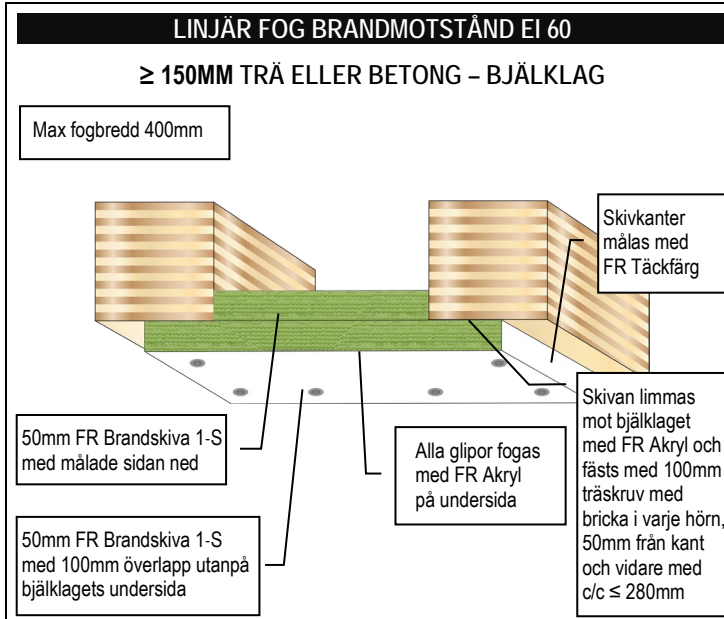 LINJÄR FOG BRANDMOTSTÅND EI 60
≥ 150MM TRÄ ELLER BETONG – BJÄLKLAG
Max fogbredd 400mm
Skivkanter
målas med
FR Täckfärg
50mm FR Brandskiva 1-S
med målade sidan ned
Alla glipor fogas
med FR Akryl
på undersida
Skivan limmas
mot bjälklaget
med FR Akryl och
fästs med 100mm
träskruv med
bricka i varje hörn,
50mm från kant
och vidare med
c/c ≤ 280mm
50mm FR Brandskiva 1-S
med 100mm överlapp utanpå
bjälklagets undersida